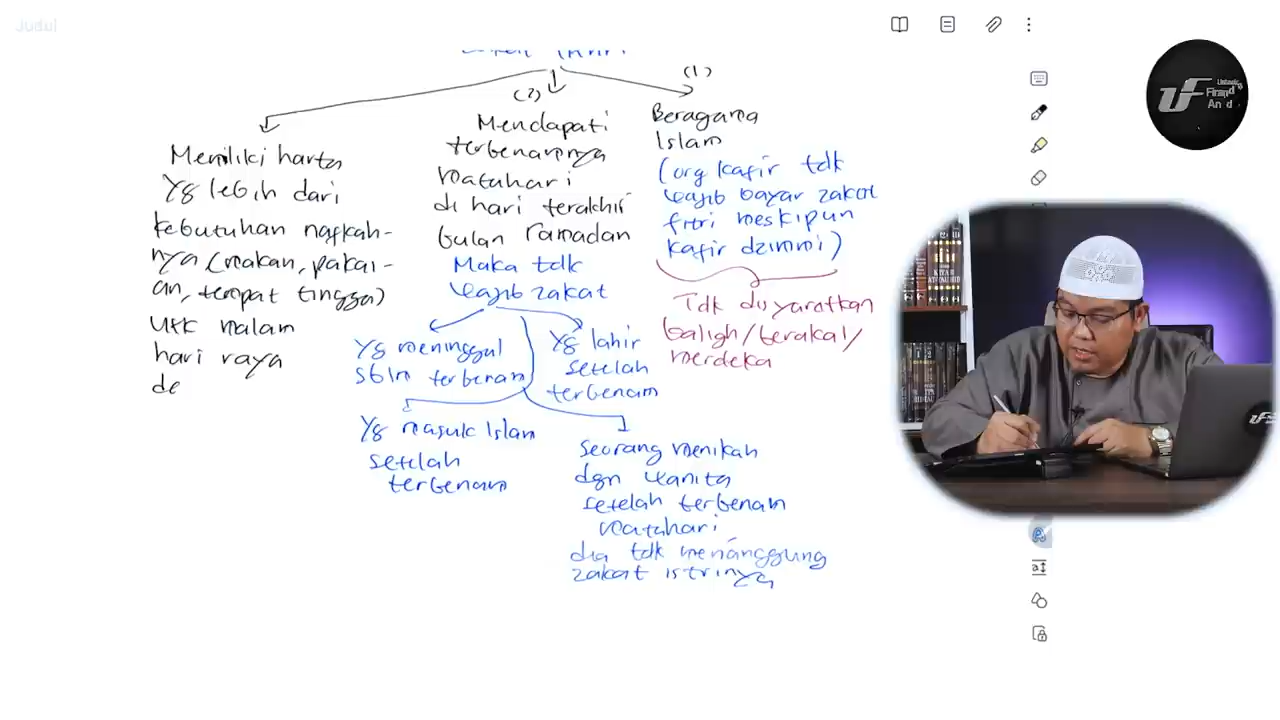 Judul
(1)
Beragama
Islam
(org kafir tdk
wajib bayar zakat
fitri meskipun
kafir dzimmi)
Tdk disyaratkan
baligh/berakal/
merdeka
(2)
Mendapati
terbenamnya
matahari
di hari terakhir
bulan Ramadan
Maka tdk
wajib zakat
Yg meninggal
sblm terbenam
Yg lahir
setelah
terbenam
Yg masuk Islam
setelah
terbenam
Seorang menikah
dgn wanita
setelah terbenam
matahari
dia tdk menanggung
zakat istrinya
Memiliki harta
Yg lebih dari
kebutuhan nafkah-
nya (makan, pakai-
an, tempat tinggal)
Utk malam
hari raya
de
UF